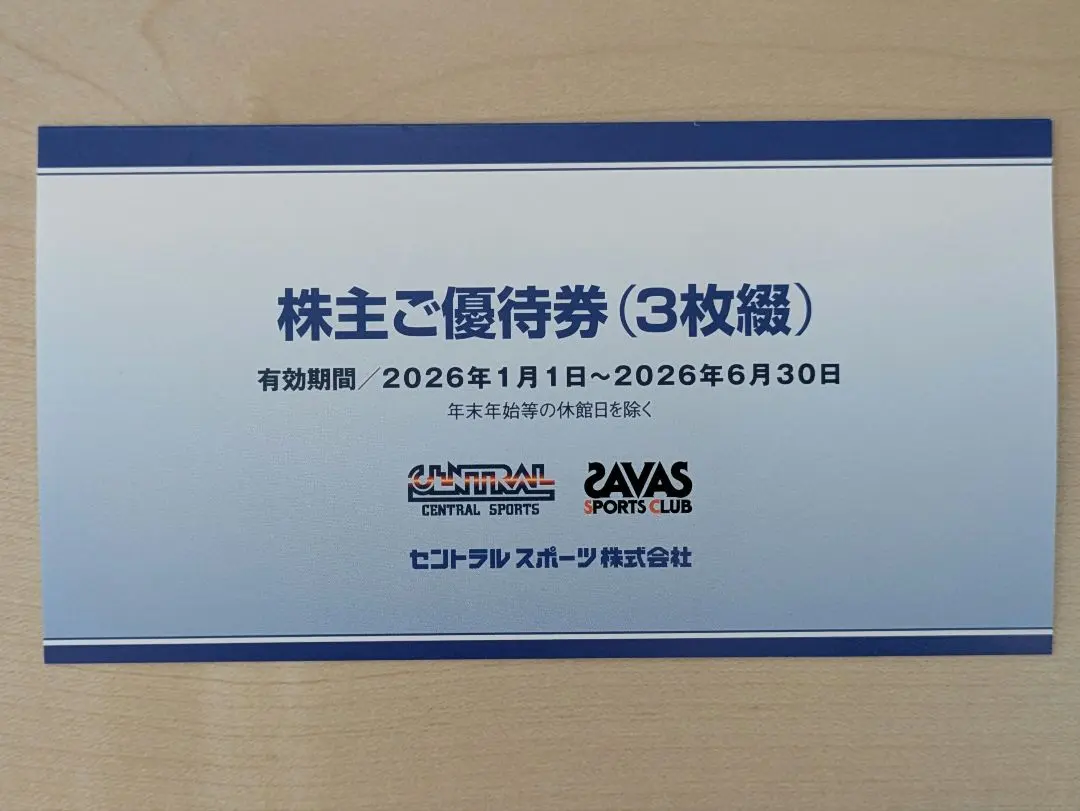 株主ご優待券(3枚綴)
有効期間/2026年1月1日~2026年6月30日
年末年始等の休館日を除く
CENTRAL SAVAS
CENTRAL SPORTS SPORTS CLUB
セントラルスポーツ株式会社